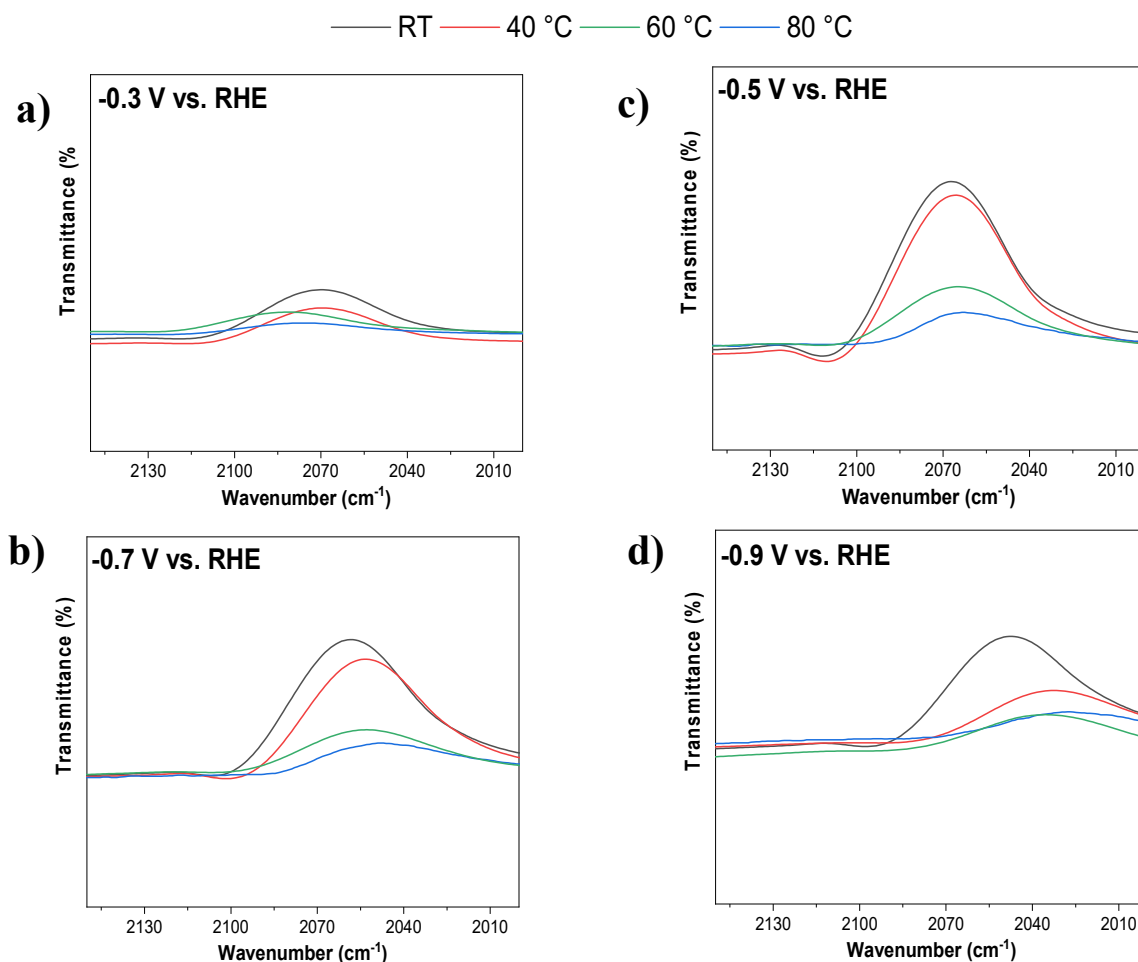 RT 40 °C 60 °C 80 °C
a)
-0.3 V vs. RHE
Transmittance (%
2130 2100 2070 2040 2010
Wavenumber (cm⁻¹)
c)
-0.5 V vs. RHE
Transmittance (%
2130 2100 2070 2040 2010
Wavenumber (cm⁻¹)
b)
-0.7 V vs. RHE
Transmittance (%)
2130 2100 2070 2040 2010
Wavenumber (cm⁻¹)
d)
-0.9 V vs. RHE
Transmittance (%)
2130 2100 2070 2040 2010
Wavenumber (cm⁻¹)